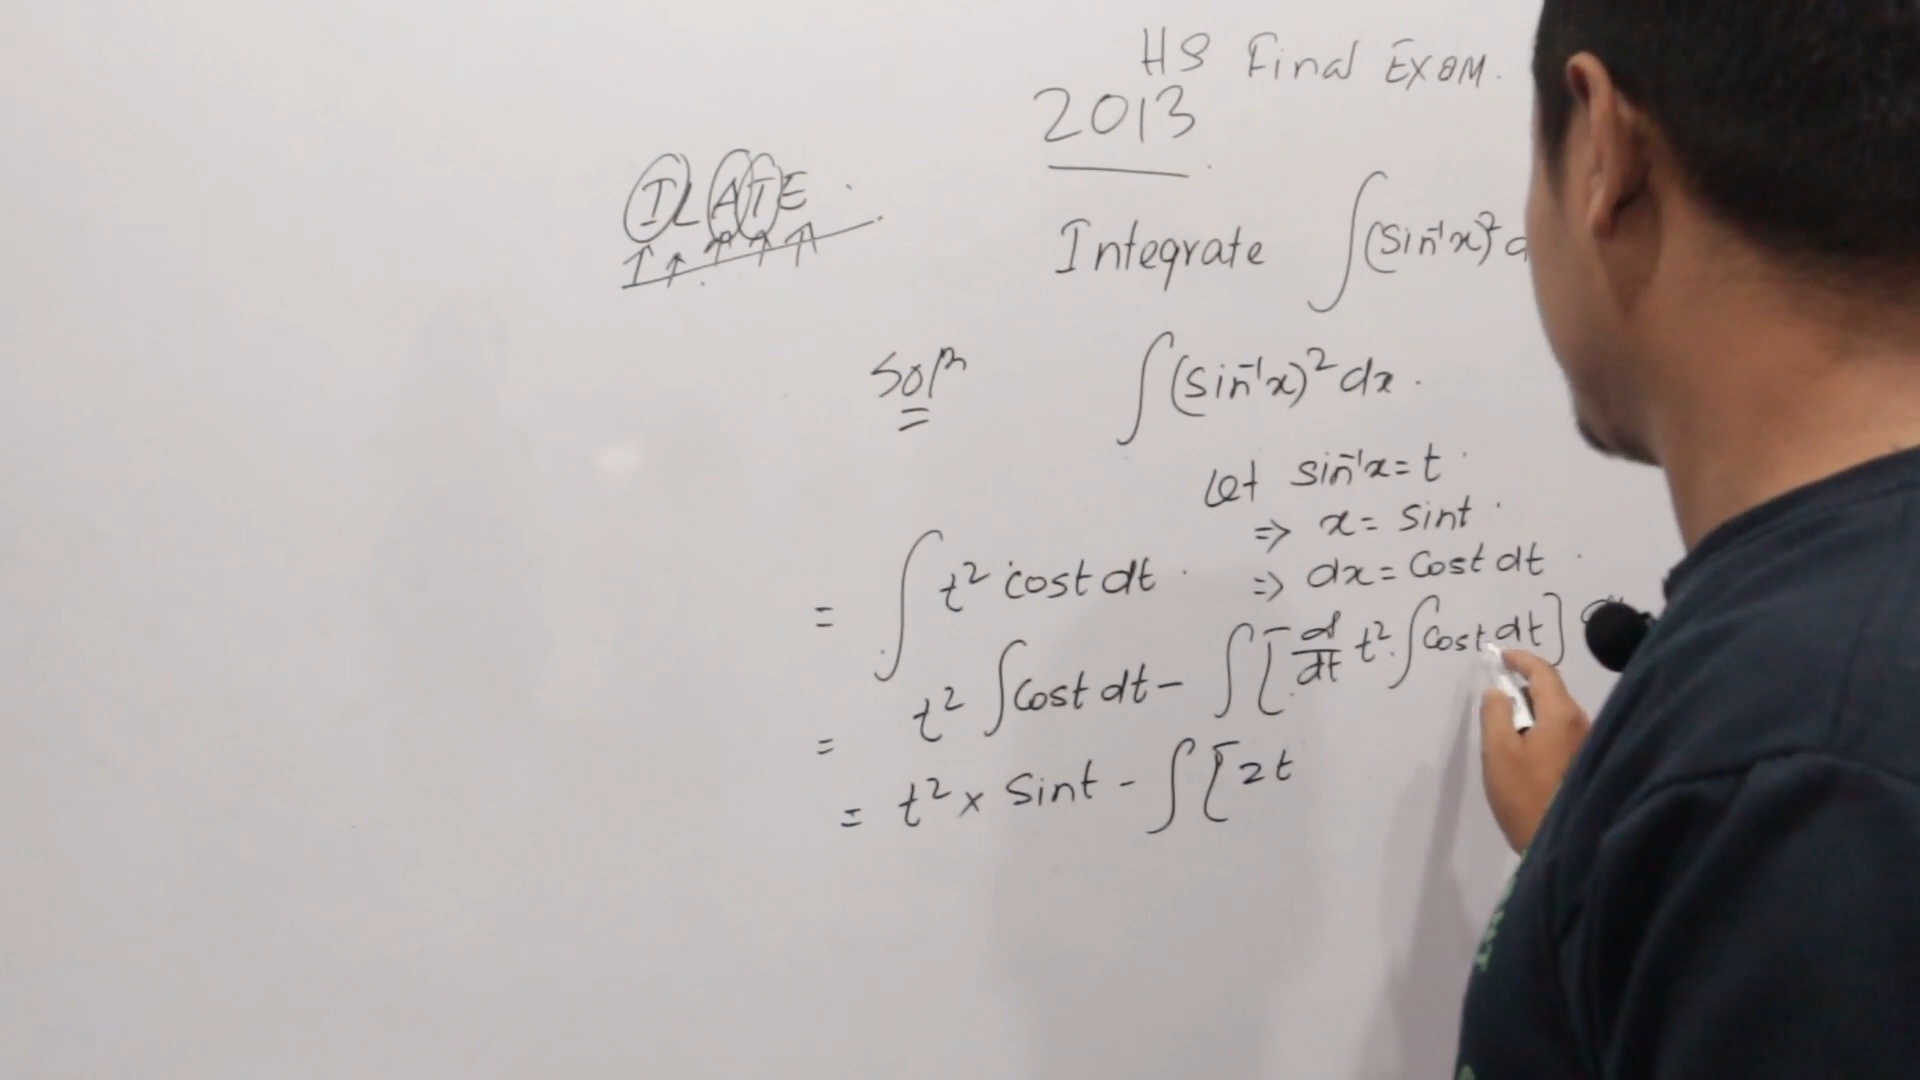 HS Final Exam.
2013
ILATE.
Integrate ∫(sin⁻¹x)² d
Solⁿ
∫(sin⁻¹x)² dx.
Let sin⁻¹x = t
⇒ x = sint
⇒ dx = cost dt
= ∫ t² cost dt
= t² ∫cost dt - ∫[d/dt t². ∫cost dt]
= t² × sint - ∫[2t